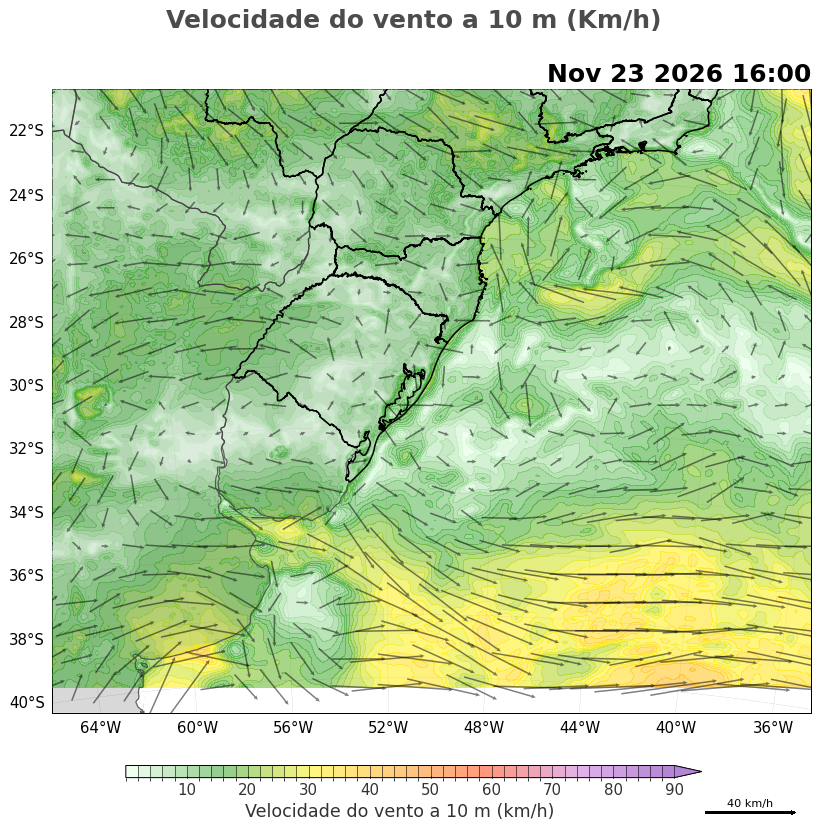 Velocidade do vento a 10 m (Km/h)
Nov 23 2026 16:00
22°S
24°S
26°S
28°S
30°S
32°S
34°S
36°S
38°S
40°S
64°W 60°W 56°W 52°W 48°W 44°W 40°W 36°W
10 20 30 40 50 60 70 80 90
Velocidade do vento a 10 m (km/h)
40 km/h